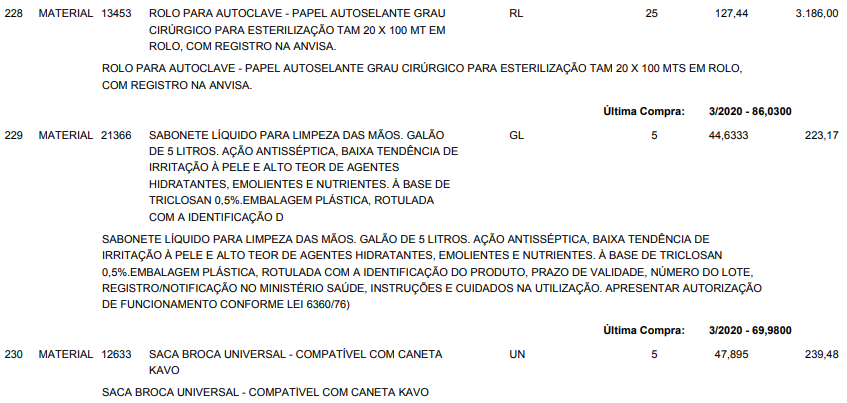 228 MATERIAL 13453 ROLO PARA AUTOCLAVE - PAPEL AUTOSELANTE GRAU RL 25 127,44 3.186,00
CIRÚRGICO PARA ESTERILIZAÇÃO TAM 20 X 100 MT EM
ROLO, COM REGISTRO NA ANVISA.
ROLO PARA AUTOCLAVE - PAPEL AUTOSELANTE GRAU CIRÚRGICO PARA ESTERILIZAÇÃO TAM 20 X 100 MTS EM ROLO,
COM REGISTRO NA ANVISA.
Última Compra: 3/2020 - 86,0300
229 MATERIAL 21366 SABONETE LÍQUIDO PARA LIMPEZA DAS MÃOS. GALÃO GL 5 44,6333 223,17
DE 5 LITROS. AÇÃO ANTISSÉPTICA, BAIXA TENDÊNCIA DE
IRRITAÇÃO À PELE E ALTO TEOR DE AGENTES
HIDRATANTES, EMOLIENTES E NUTRIENTES. À BASE DE
TRICLOSAN 0,5%.EMBALAGEM PLÁSTICA, ROTULADA
COM A IDENTIFICAÇÃO D
SABONETE LÍQUIDO PARA LIMPEZA DAS MÃOS. GALÃO DE 5 LITROS. AÇÃO ANTISSÉPTICA, BAIXA TENDÊNCIA DE
IRRITAÇÃO À PELE E ALTO TEOR DE AGENTES HIDRATANTES, EMOLIENTES E NUTRIENTES. À BASE DE TRICLOSAN
0,5%.EMBALAGEM PLÁSTICA, ROTULADA COM A IDENTIFICAÇÃO DO PRODUTO, PRAZO DE VALIDADE, NÚMERO DO LOTE,
REGISTRO/NOTIFICAÇÃO NO MINISTÉRIO SAÚDE, INSTRUÇÕES E CUIDADOS NA UTILIZAÇÃO. APRESENTAR AUTORIZAÇÃO
DE FUNCIONAMENTO CONFORME LEI 6360/76)
Última Compra: 3/2020 - 69,9800
230 MATERIAL 12633 SACA BROCA UNIVERSAL - COMPATÍVEL COM CANETA UN 5 47,895 239,48
KAVO
SACA BROCA UNIVERSAL - COMPATÍVEL COM CANETA KAVO